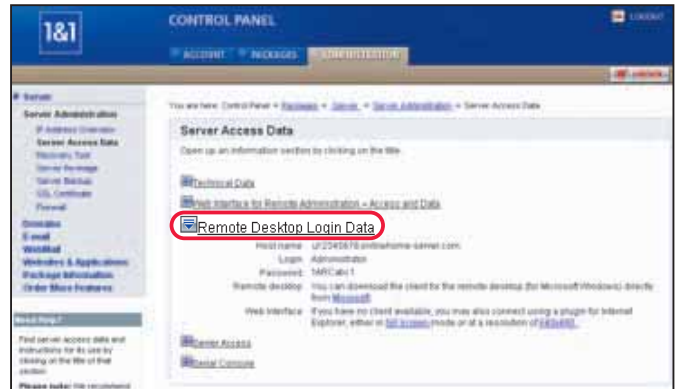 1&1
CONTROL PANEL
LOGOUT
ACCOUNT
PACKAGES
ADMINISTRATION
Server
Server Administration
IP Address Overview
Server Access Data
Recovery Tool
Server Backup
SSL Certificate
Firewall
Domains
E-mail
WebMail
Websites & Applications
Package Information
Order More Features
Need Help?
Find server access data and
instructions for its use by
clicking on the title of that
section.
Please note: We recommend
You are here: Control Panel + Packages + Server + Server Administration + Server Access Data
Server Access Data
Open up an information section by clicking on the title.
Technical Data
Web Interface for Remote Administration – Access and Data
Remote Desktop Login Data
Host name
Login Administrator
Password
Remote desktop You can download the client for the remote desktop (for Microsoft Windows) directly
from Microsoft.
Web Interface If you have no client available, you may also connect using a plugin for Internet
Explorer, either in full screen mode or at a resolution of
Server Access
Serial Console